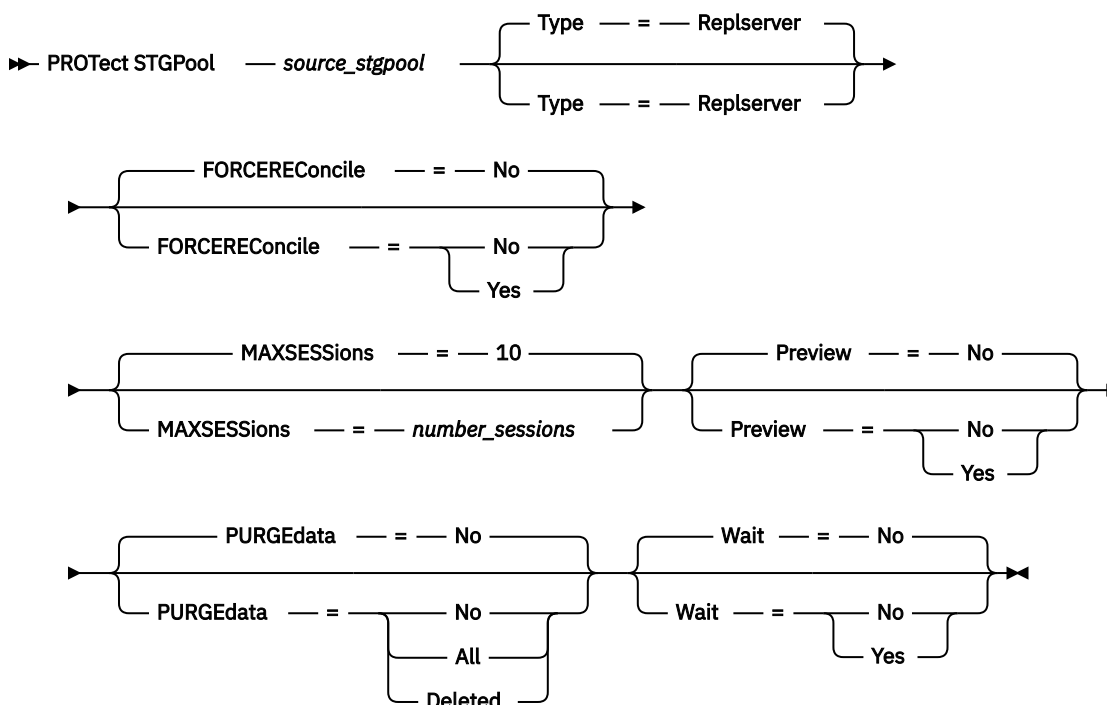 Type = Replserver
PROTect STGPool source_stgpool
Type = Replserver
FORCEREConcile = No
FORCEREConcile = No
Yes
MAXSESSions = 10 Preview = No
MAXSESSions = number_sessions Preview = No
Yes
PURGEdata = No Wait = No
PURGEdata = No Wait = No
All Yes
Deleted